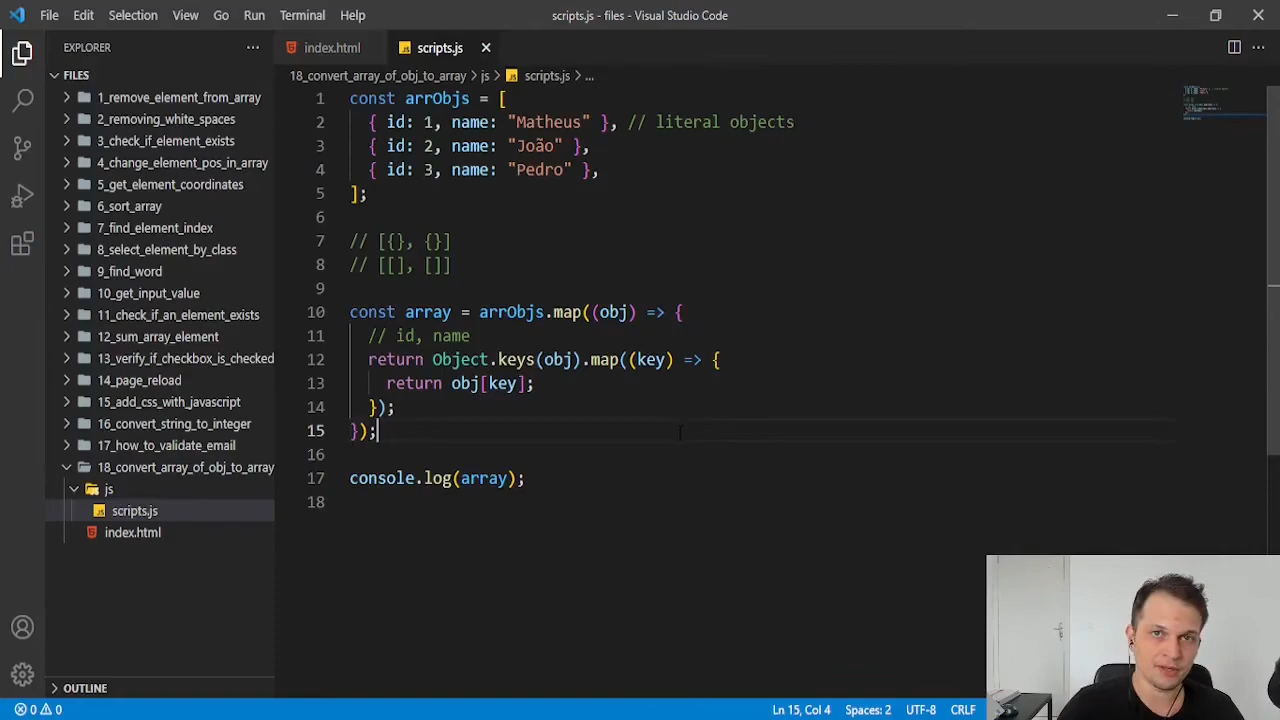 File Edit Selection View Go Run Terminal Help
scripts.js - files - Visual Studio Code
EXPLORER
FILES
1_remove_element_from_array
2_removing_white_spaces
3_check_if_element_exists
4_change_element_pos_in_array
5_get_element_coordinates
6_sort_array
7_find_element_index
8_select_element_by_class
9_find_word
10_get_input_value
11_check_if_an_element_exists
12_sum_array_element
13_verify_if_checkbox_is_checked
14_page_reload
15_add_css_with_javascript
16_convert_string_to_integer
17_how_to_validate_email
18_convert_array_of_obj_to_array
js
scripts.js
index.html
OUTLINE
index.html
scripts.js
18_convert_array_of_obj_to_array > js > scripts.js > ...
1 const arrObjs = [
2 { id: 1, name: "Matheus" }, // literal objects
3 { id: 2, name: "João" },
4 { id: 3, name: "Pedro" },
5 ];
6
7 // [{}, {}]
8 // [[], []]
9
10 const array = arrObjs.map((obj) => {
11 // id, name
12 return Object.keys(obj).map((key) => {
13 return obj[key];
14 });
15 });
16
17 console.log(array);
18
0 0
Ln 15, Col 4 Spaces: 2 UTF-8 CRLF